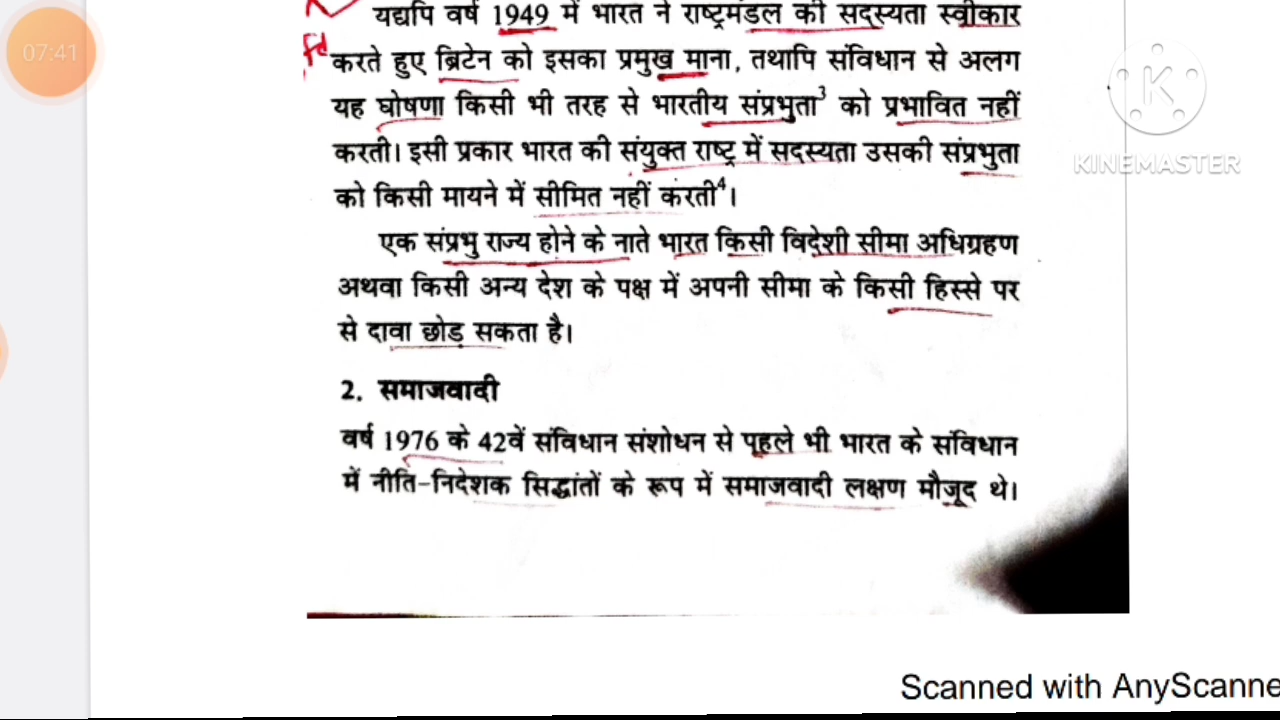 07:41
यद्यपि वर्ष 1949 में भारत ने राष्ट्रमंडल की सदस्यता स्वीकार
करते हुए ब्रिटेन को इसका प्रमुख माना, तथापि संविधान से अलग
यह घोषणा किसी भी तरह से भारतीय संप्रभुता³ को प्रभावित नहीं
करती। इसी प्रकार भारत की संयुक्त राष्ट्र में सदस्यता उसकी संप्रभुता
को किसी मायने में सीमित नहीं करती⁴।
एक संप्रभु राज्य होने के नाते भारत किसी विदेशी सीमा अधिग्रहण
अथवा किसी अन्य देश के पक्ष में अपनी सीमा के किसी हिस्से पर
से दावा छोड़ सकता है।
2. समाजवादी
वर्ष 1976 के 42वें संविधान संशोधन से पहले भी भारत के संविधान
में नीति-निदेशक सिद्धांतों के रूप में समाजवादी लक्षण मौजूद थे।
K
KINEMASTER
Scanned with AnyScanne